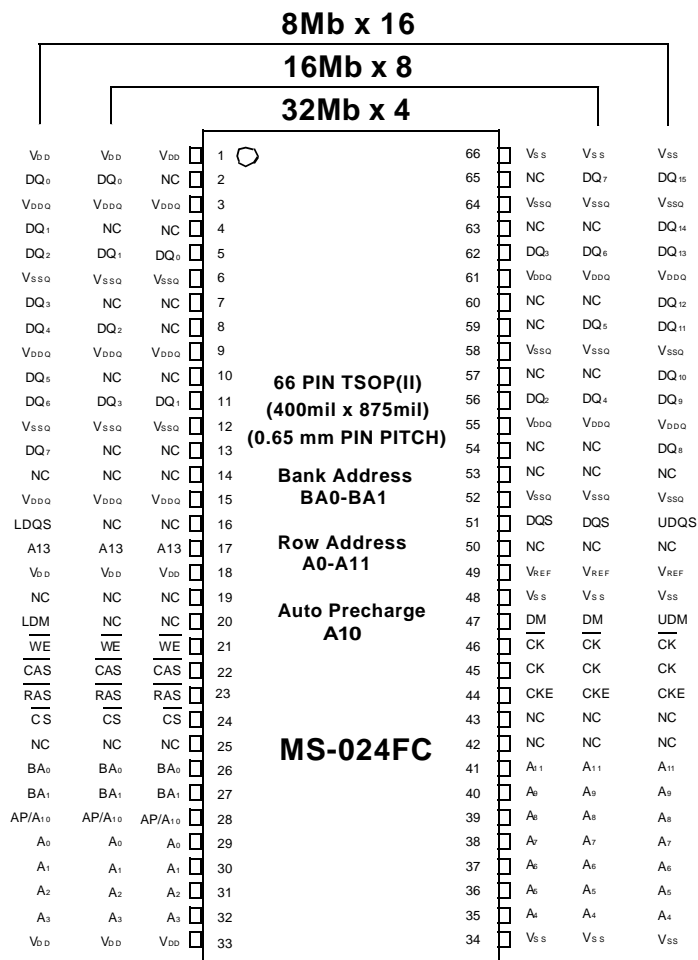 8Mb x 16
16Mb x 8
32Mb x 4
VDD VDD VDD 1 66 VSS VSS VSS
DQ0 DQ0 NC 2 65 NC DQ7 DQ15
VDDQ VDDQ VDDQ 3 64 VSSQ VSSQ VSSQ
DQ1 NC NC 4 63 NC NC DQ14
DQ2 DQ1 DQ0 5 62 DQ3 DQ6 DQ13
VSSQ VSSQ VSSQ 6 61 VDDQ VDDQ VDDQ
DQ3 NC NC 7 60 NC NC DQ12
DQ4 DQ2 NC 8 59 NC DQ5 DQ11
VDDQ VDDQ VDDQ 9 58 VSSQ VSSQ VSSQ
DQ5 NC NC 10 57 NC NC DQ10
66 PIN TSOP(II)
DQ6 DQ3 DQ1 11 56 DQ2 DQ4 DQ9
(400mil x 875mil)
VSSQ VSSQ VSSQ 12 55 VDDQ VDDQ VDDQ
(0.65 mm PIN PITCH)
DQ7 NC NC 13 54 NC NC DQ8
NC NC NC 14 Bank Address 53 NC NC NC
VDDQ VDDQ VDDQ 15 BA0-BA1 52 VSSQ VSSQ VSSQ
LDQS NC NC 16 51 DQS DQS UDQS
Row Address
A13 A13 A13 17 50 NC NC NC
A0-A11
VDD VDD VDD 18 49 VREF VREF VREF
NC NC NC 19 48 VSS VSS VSS
Auto Precharge
LDM NC NC 20 47 DM DM UDM
A10
WE WE WE 21 46 CK CK CK
CAS CAS CAS 22 45 CK CK CK
RAS RAS RAS 23 44 CKE CKE CKE
CS CS CS 24 43 NC NC NC
NC NC NC 25 MS-024FC 42 NC NC NC
BA0 BA0 BA0 26 41 A11 A11 A11
BA1 BA1 BA1 27 40 A9 A9 A9
AP/A10 AP/A10 AP/A10 28 39 A8 A8 A8
A0 A0 A0 29 38 A7 A7 A7
A1 A1 A1 30 37 A6 A6 A6
A2 A2 A2 31 36 A5 A5 A5
A3 A3 A3 32 35 A4 A4 A4
VDD VDD VDD 33 34 VSS VSS VSS